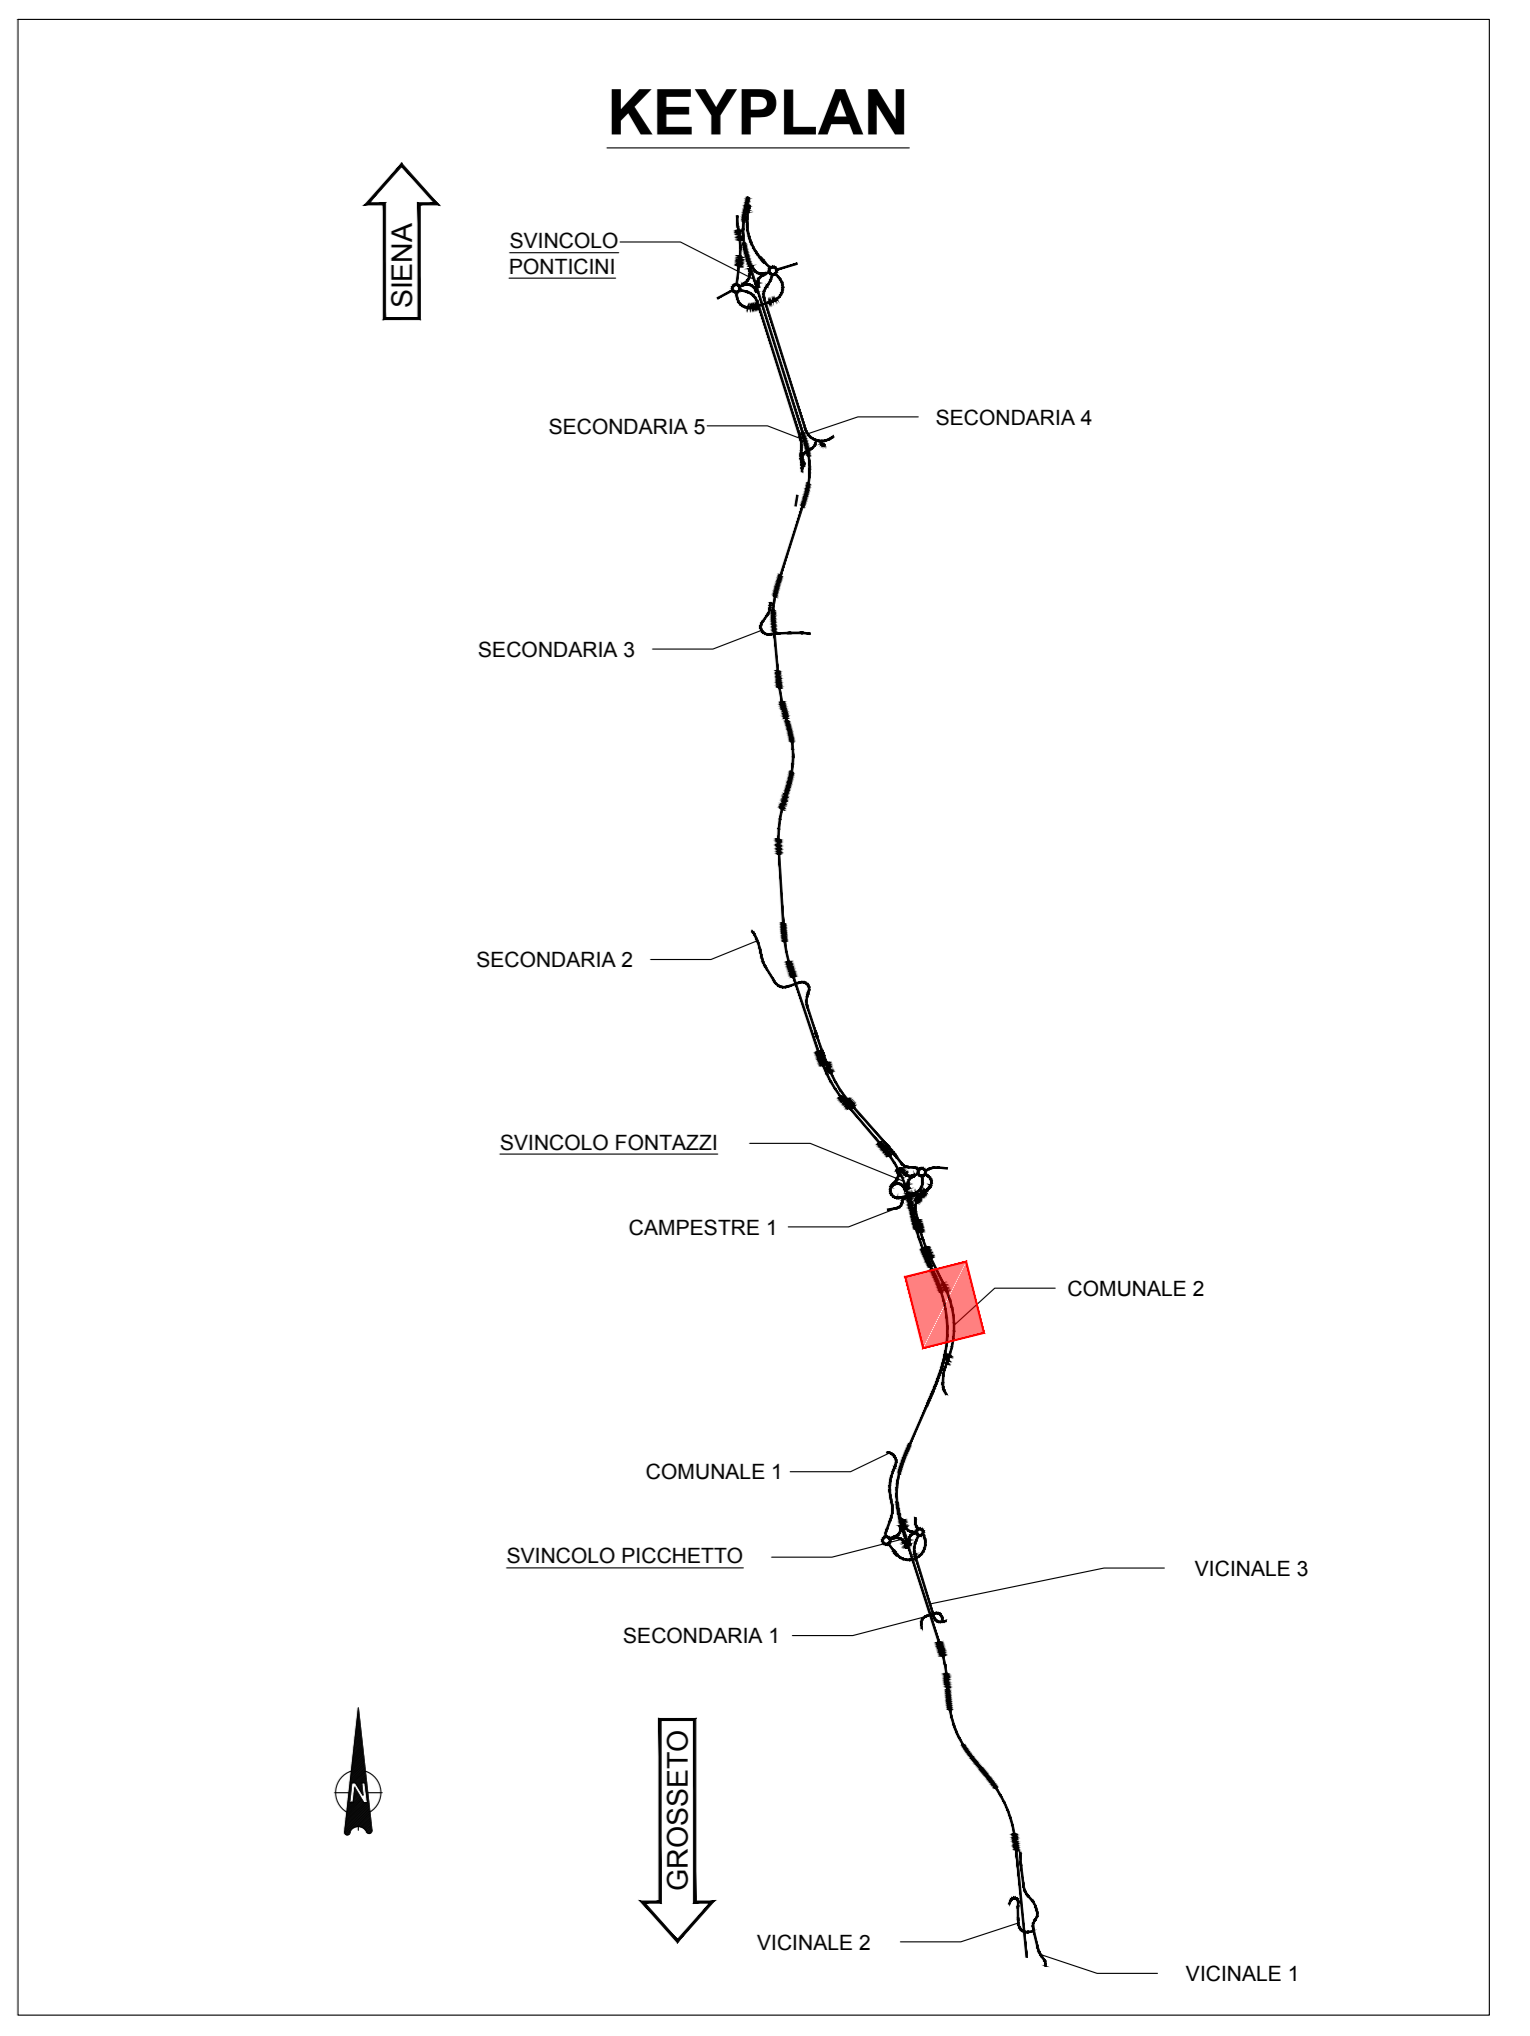 KEYPLAN
SIENA
SVINCOLO
PONTICINI
SECONDARIA 4
SECONDARIA 5
SECONDARIA 3
SECONDARIA 2
SVINCOLO FONTAZZI
CAMPESTRE 1
COMUNALE 2
COMUNALE 1
SVINCOLO PICCHETTO
VICINALE 3
SECONDARIA 1
GROSSETO
N
VICINALE 2
VICINALE 1